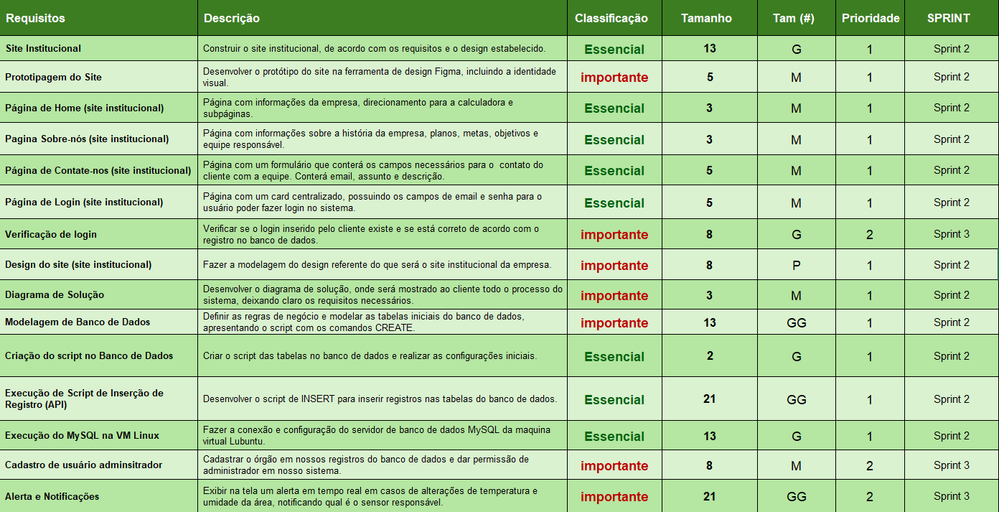 Requisitos Descrição Classificação Tamanho Tam (#) Prioridade SPRINT
Site Institucional Construir o site institucional, de acordo com os requisitos e o design estabelecido. Essencial 13 G 1 Sprint 2
Prototipagem do Site Desenvolver o protótipo do site na ferramenta de design Figma, incluindo a identidade
visual. importante 5 M 1 Sprint 2
Página de Home (site institucional) Página com informações da empresa, direcionamento para a calculadora e
subpáginas. Essencial 3 M 1 Sprint 2
Pagina Sobre-nós (site institucional) Página com informações sobre a história da empresa, planos, metas, objetivos e
equipe responsável. Essencial 3 M 1 Sprint 2
Página de Contate-nos (site institucional) Página com um formulário que conterá os campos necessários para o contato do
cliente com a equipe. Conterá email, assunto e descrição. Essencial 5 M 1 Sprint 2
Página de Login (site institucional) Página com um card centralizado, possuindo os campos de email e senha para o
usuário poder fazer login no sistema. Essencial 5 M 1 Sprint 2
Verificação de login Verificar se o login inserido pelo cliente existe e se está correto de acordo com o
registro no banco de dados. importante 8 G 2 Sprint 3
Design do site (site institucional) Fazer a modelagem do design referente do que será o site institucional da empresa. importante 8 P 1 Sprint 2
Diagrama de Solução Desenvolver o diagrama de solução, onde será mostrado ao cliente todo o processo do
sistema, deixando claro os requisitos necessários. importante 3 M 1 Sprint 2
Modelagem de Banco de Dados Definir as regras de negócio e modelar as tabelas iniciais do banco de dados,
apresentando o script com os comandos CREATE. importante 13 GG 1 Sprint 2
Criação do script no Banco de Dados Criar o script das tabelas no banco de dados e realizar as configurações iniciais. Essencial 2 G 1 Sprint 2
Execução de Script de Inserção de
Registro (API) Desenvolver o script de INSERT para inserir registros nas tabelas do banco de dados. Essencial 21 GG 1 Sprint 2
Execução do MySQL na VM Linux Fazer a conexão e configuração do servidor de banco de dados MySQL da maquina
virtual Lubuntu. Essencial 13 G 1 Sprint 2
Cadastro de usuário adminsitrador Cadastrar o órgão em nossos registros do banco de dados e dar permissão de
administrador em nosso sistema. importante 8 M 2 Sprint 3
Alerta e Notificações Exibir na tela um alerta em tempo real em casos de alterações de temperatura e
umidade da área, notificando qual é o sensor responsável. importante 21 GG 2 Sprint 3